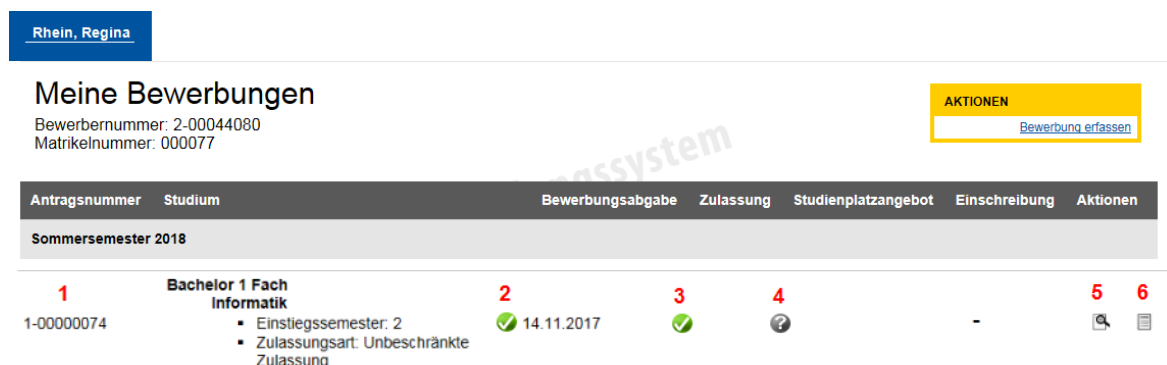 Rhein, Regina
Meine Bewerbungen
Bewerbernummer: 2-00044080
Matrikelnummer: 000077
AKTIONEN
Bewerbung erfassen
Antragsnummer Studium Bewerbungsabgabe Zulassung Studienplatzangebot Einschreibung Aktionen
Sommersemester 2018
1 Bachelor 1 Fach 2 3 4 5 6
Informatik
1-00000074 ▪ Einstiegssemester: 2 14.11.2017 ? -
▪ Zulassungsart: Unbeschränkte
Zulassung